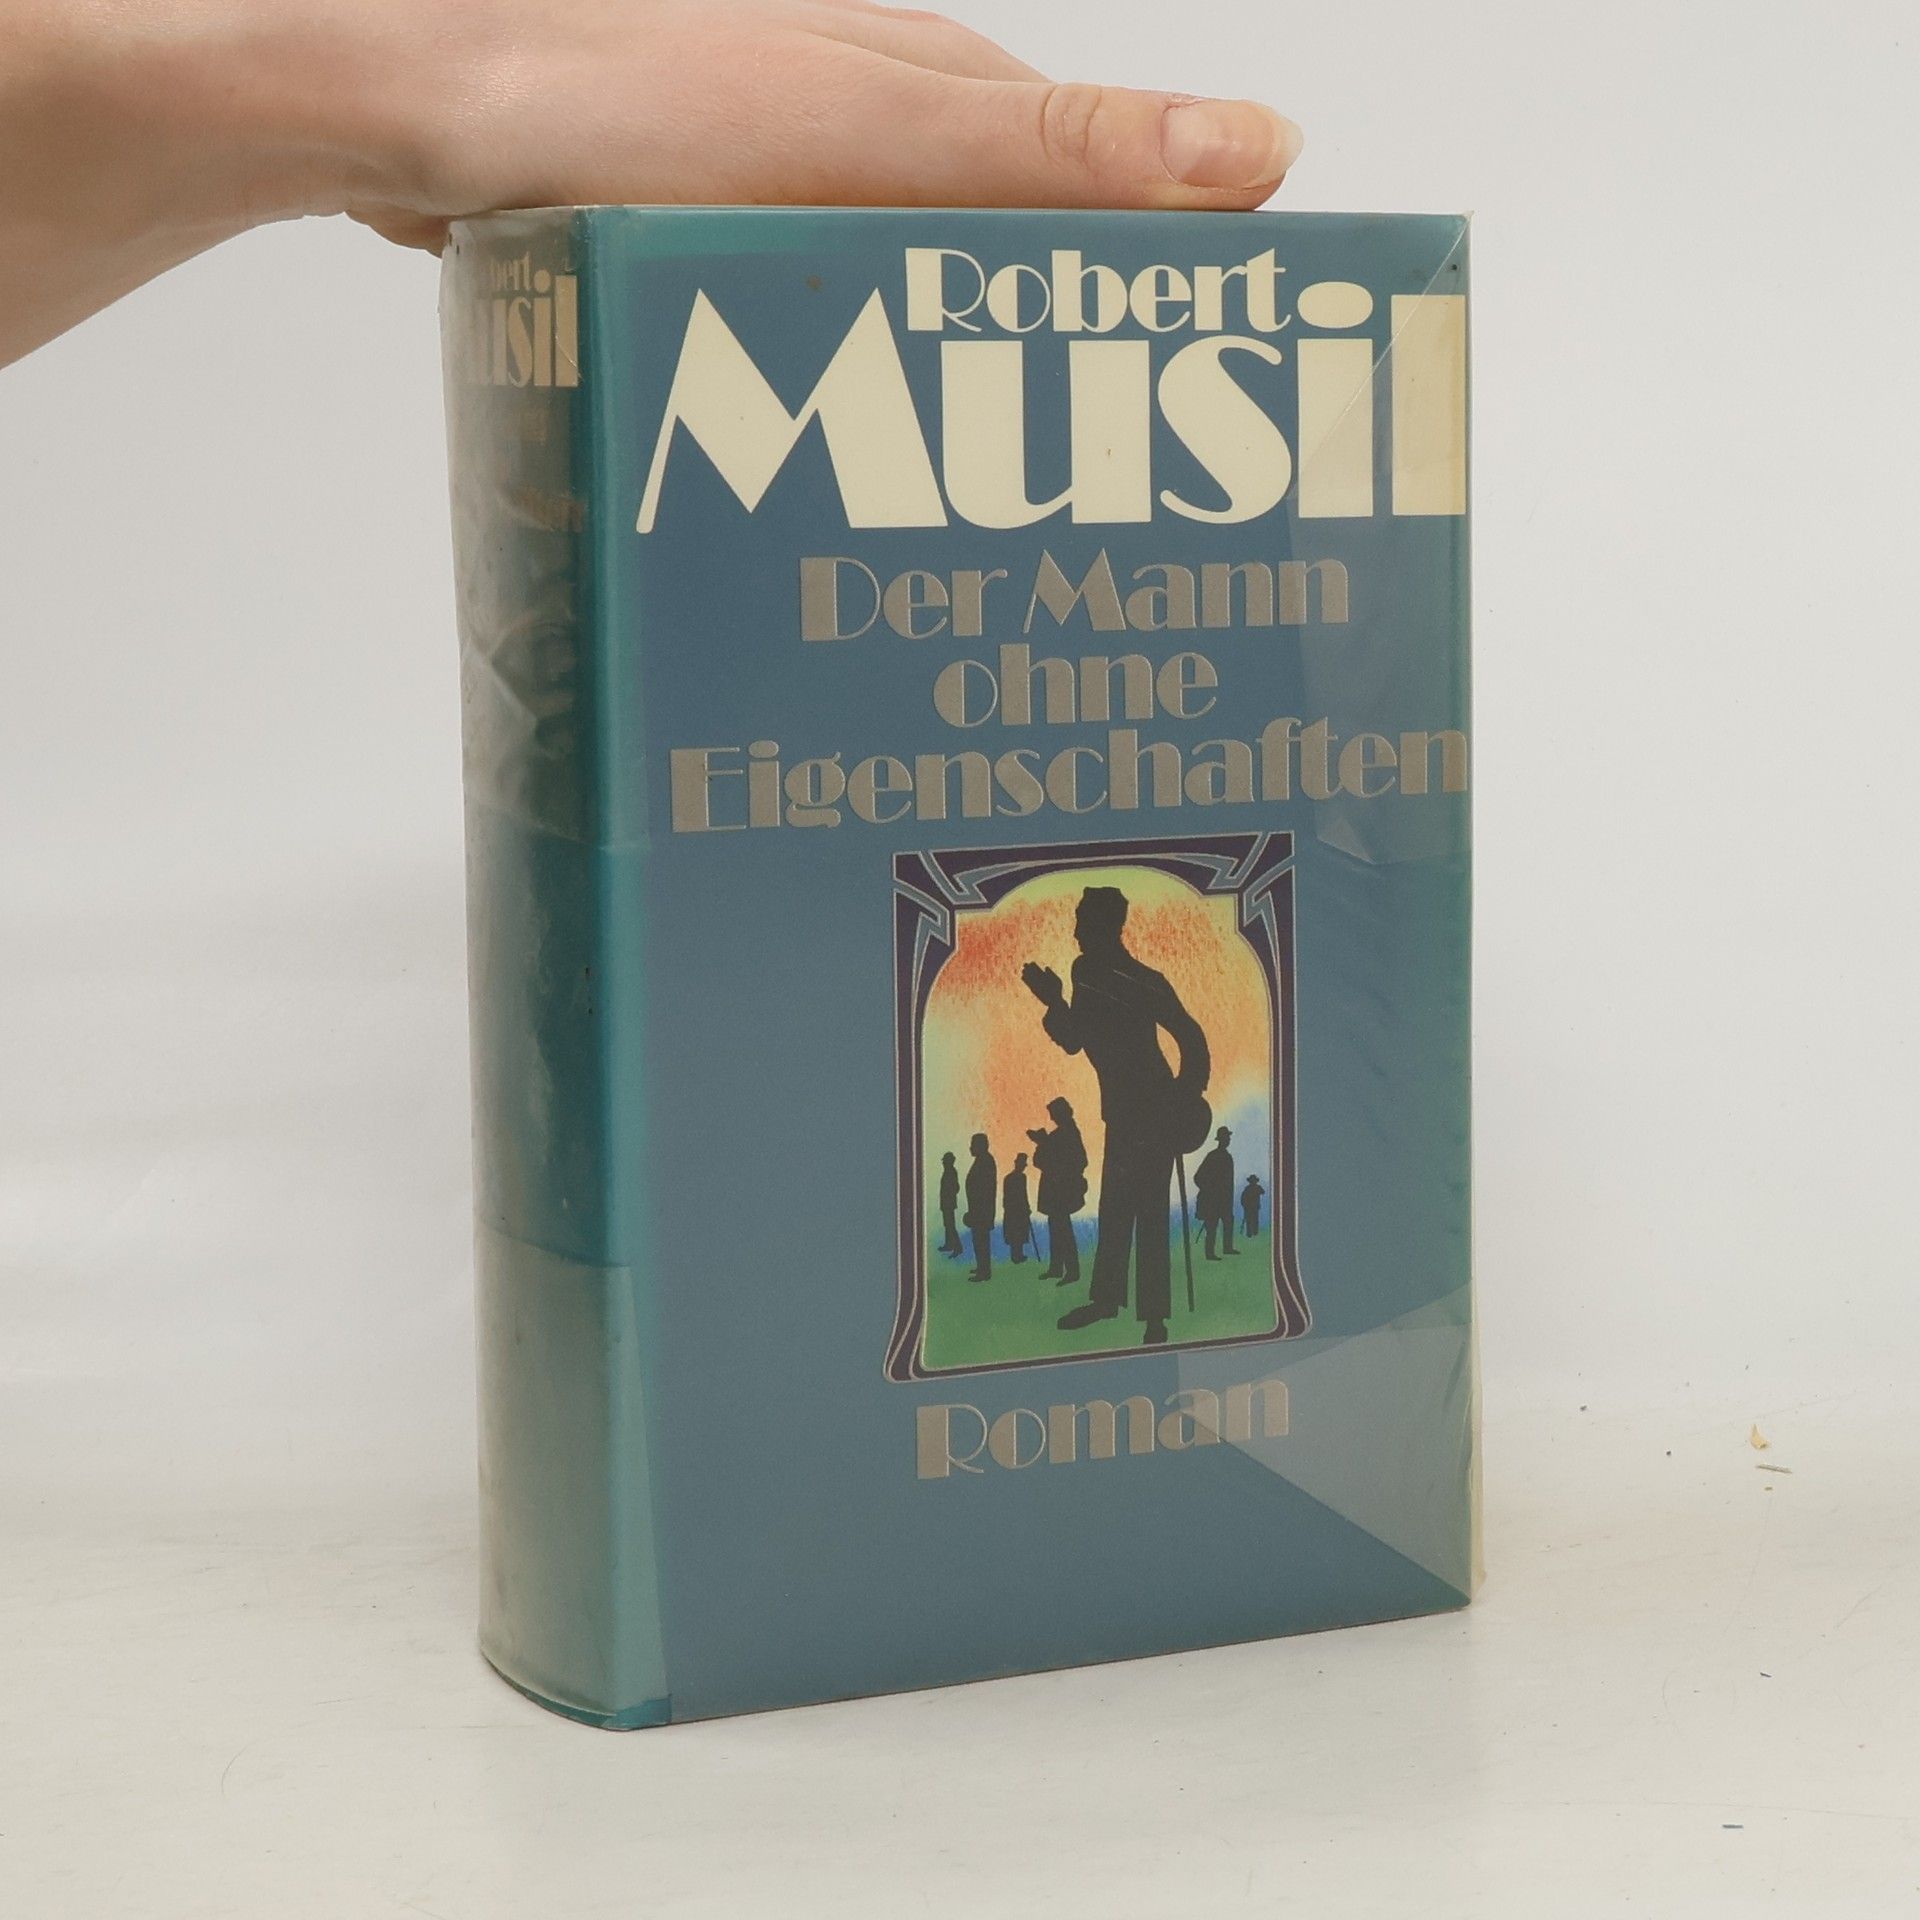 Robert
Musil
Der Mann
ohne
Eigenschaften
Roman